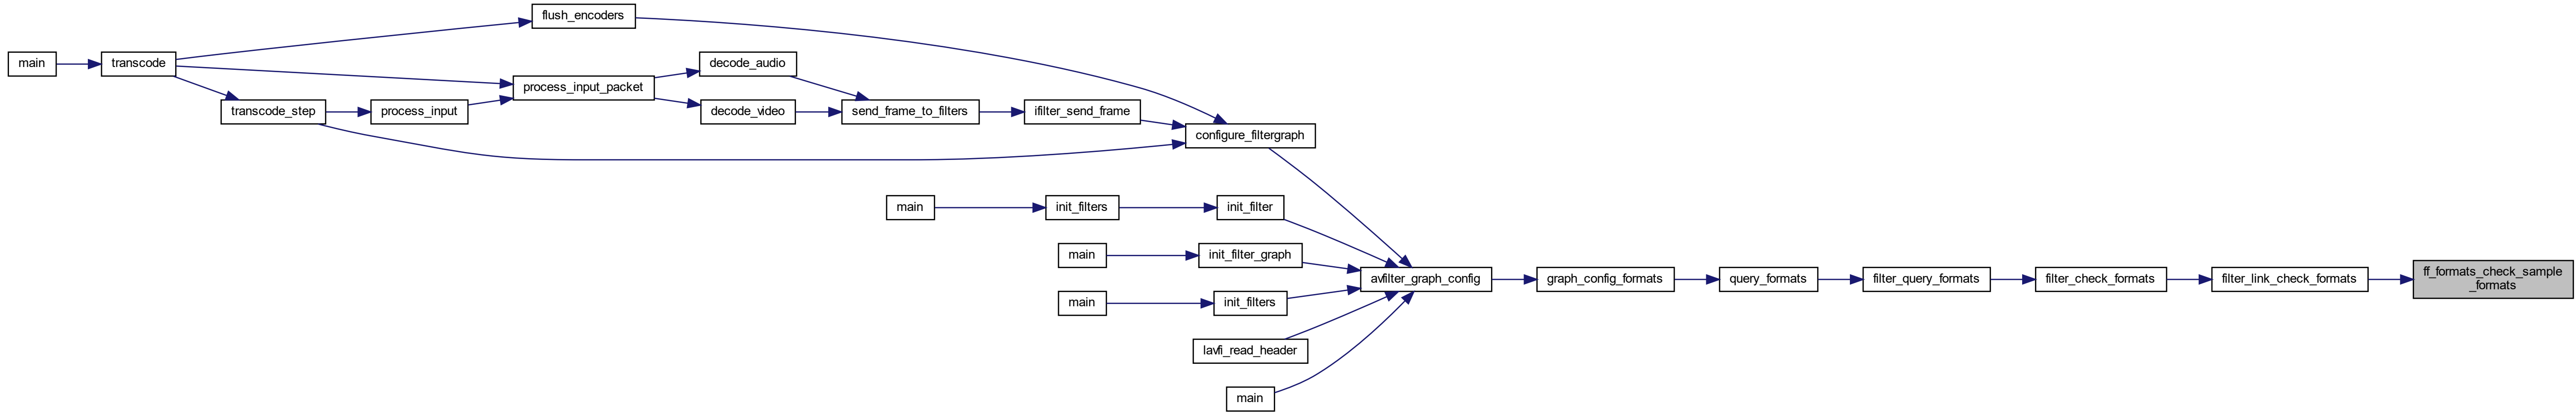 flush_encoders
main
transcode
decode_audio
process_input_packet
transcode_step
process_input
decode_video
send_frame_to_filters
ifilter_send_frame
configure_filtergraph
main
init_filters
init_filter
main
init_filter_graph
avfilter_graph_config
graph_config_formats
query_formats
filter_query_formats
filter_check_formats
filter_link_check_formats
ff_formats_check_sample
_formats
main
init_filters
lavfi_read_header
main